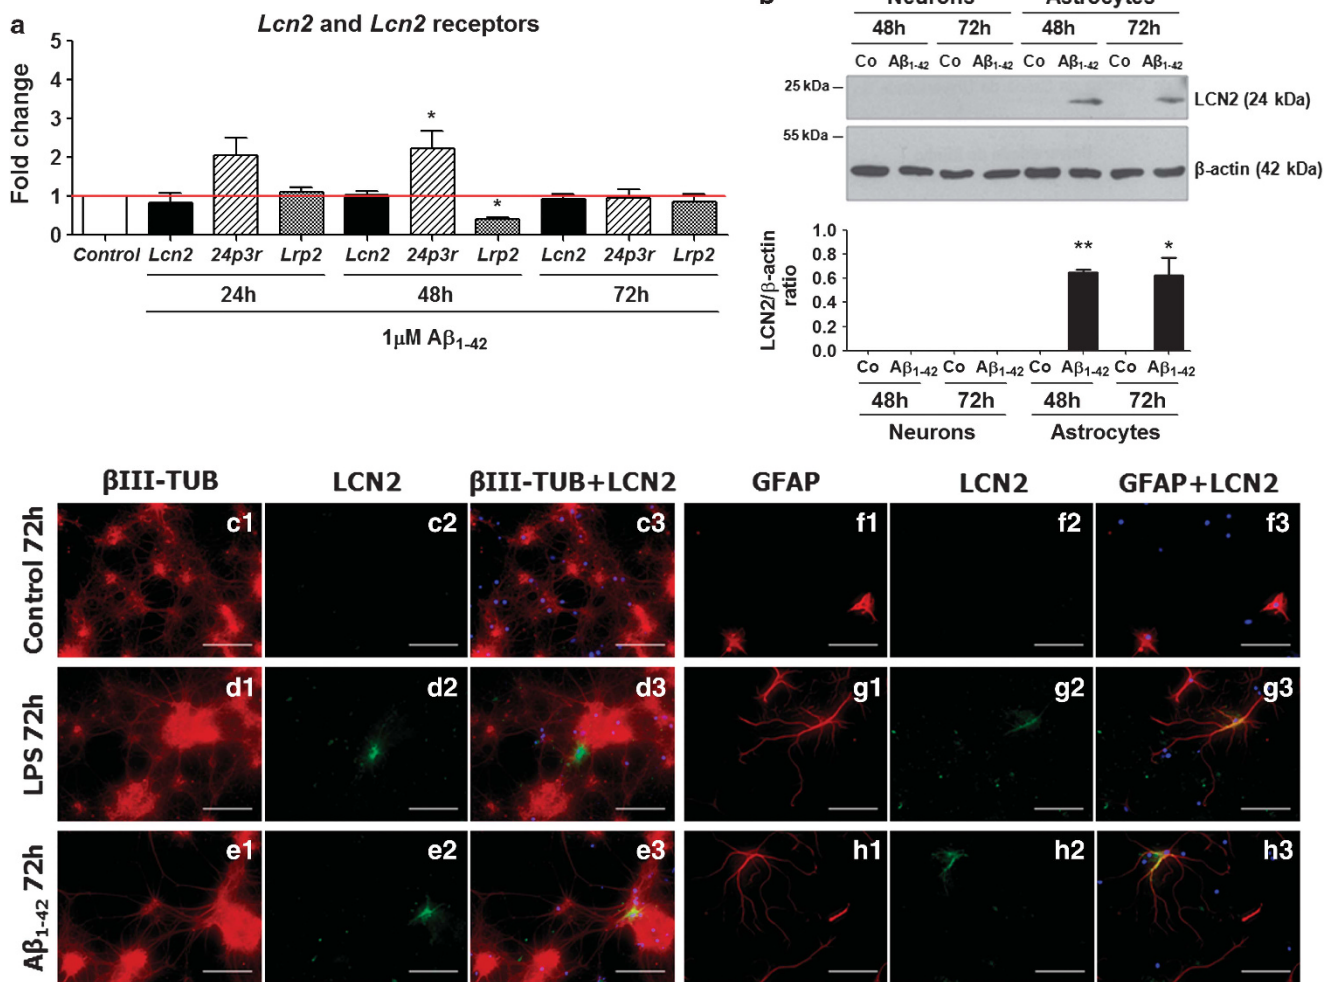 a
Lcn2 and Lcn2 receptors
Fold change
5
4
3
2
1
0
*
*
Control Lcn2 24p3r Lrp2 Lcn2 24p3r Lrp2 Lcn2 24p3r Lrp2
24h 48h 72h
1μM Aβ1-42
Neurons Astrocytes
48h 72h 48h 72h
Co Aβ1-42 Co Aβ1-42 Co Aβ1-42 Co Aβ1-42
25 kDa
LCN2 (24 kDa)
55 kDa
β-actin (42 kDa)
LCN2/β-actin
ratio
1.0
0.8
0.6
0.4
0.2
0.0
** *
Co Aβ1-42 Co Aβ1-42 Co Aβ1-42 Co Aβ1-42
48h 72h 48h 72h
Neurons Astrocytes
βIII-TUB LCN2 βIII-TUB+LCN2 GFAP LCN2 GFAP+LCN2
Control 72h
c1 c2 c3 f1 f2 f3
LPS 72h
d1 d2 d3 g1 g2 g3
Aβ1-42 72h
e1 e2 e3 h1 h2 h3